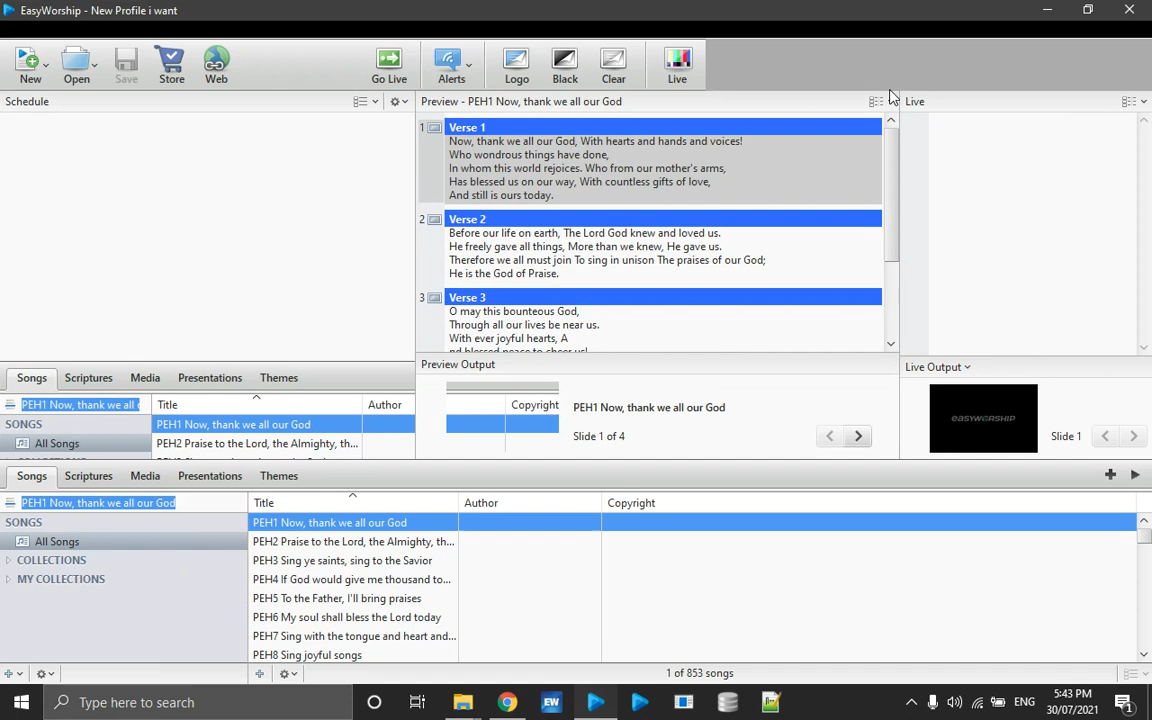 EasyWorship - New Profile i want
New
Open
Save
Store
Web
Go Live
Alerts
Logo
Black
Clear
Live
Schedule
Preview - PEH1 Now, thank we all our God
Live
1
Verse 1
Now, thank we all our God, With hearts and hands and voices!
Who wondrous things have done,
In whom this world rejoices. Who from our mother's arms,
Has blessed us on our way, With countless gifts of love,
And still is ours today.
2
Verse 2
Before our life on earth, The Lord God knew and loved us.
He freely gave all things, More than we knew, He gave us.
Therefore we all must join To sing in unison The praises of our God;
He is the God of Praise.
3
Verse 3
O may this bounteous God,
Through all our lives be near us.
With ever joyful hearts, A
nd blessed peace to cheer us!
Preview Output
Copyright
PEH1 Now, thank we all our God
Slide 1 of 4
Live Output
EASYWORSHIP
Slide 1
Songs
Scriptures
Media
Presentations
Themes
PEH1 Now, thank we all
Title
Author
SONGS
All Songs
PEH1 Now, thank we all our God
PEH2 Praise to the Lord, the Almighty, th...
Songs
Scriptures
Media
Presentations
Themes
PEH1 Now, thank we all our God
SONGS
All Songs
COLLECTIONS
MY COLLECTIONS
Title
Author
Copyright
PEH1 Now, thank we all our God
PEH2 Praise to the Lord, the Almighty, th...
PEH3 Sing ye saints, sing to the Savior
PEH4 If God would give me thousand to...
PEH5 To the Father, I'll bring praises
PEH6 My soul shall bless the Lord today
PEH7 Sing with the tongue and heart and...
PEH8 Sing joyful songs
1 of 853 songs
Type here to search
EW
ENG
5:43 PM
30/07/2021
1